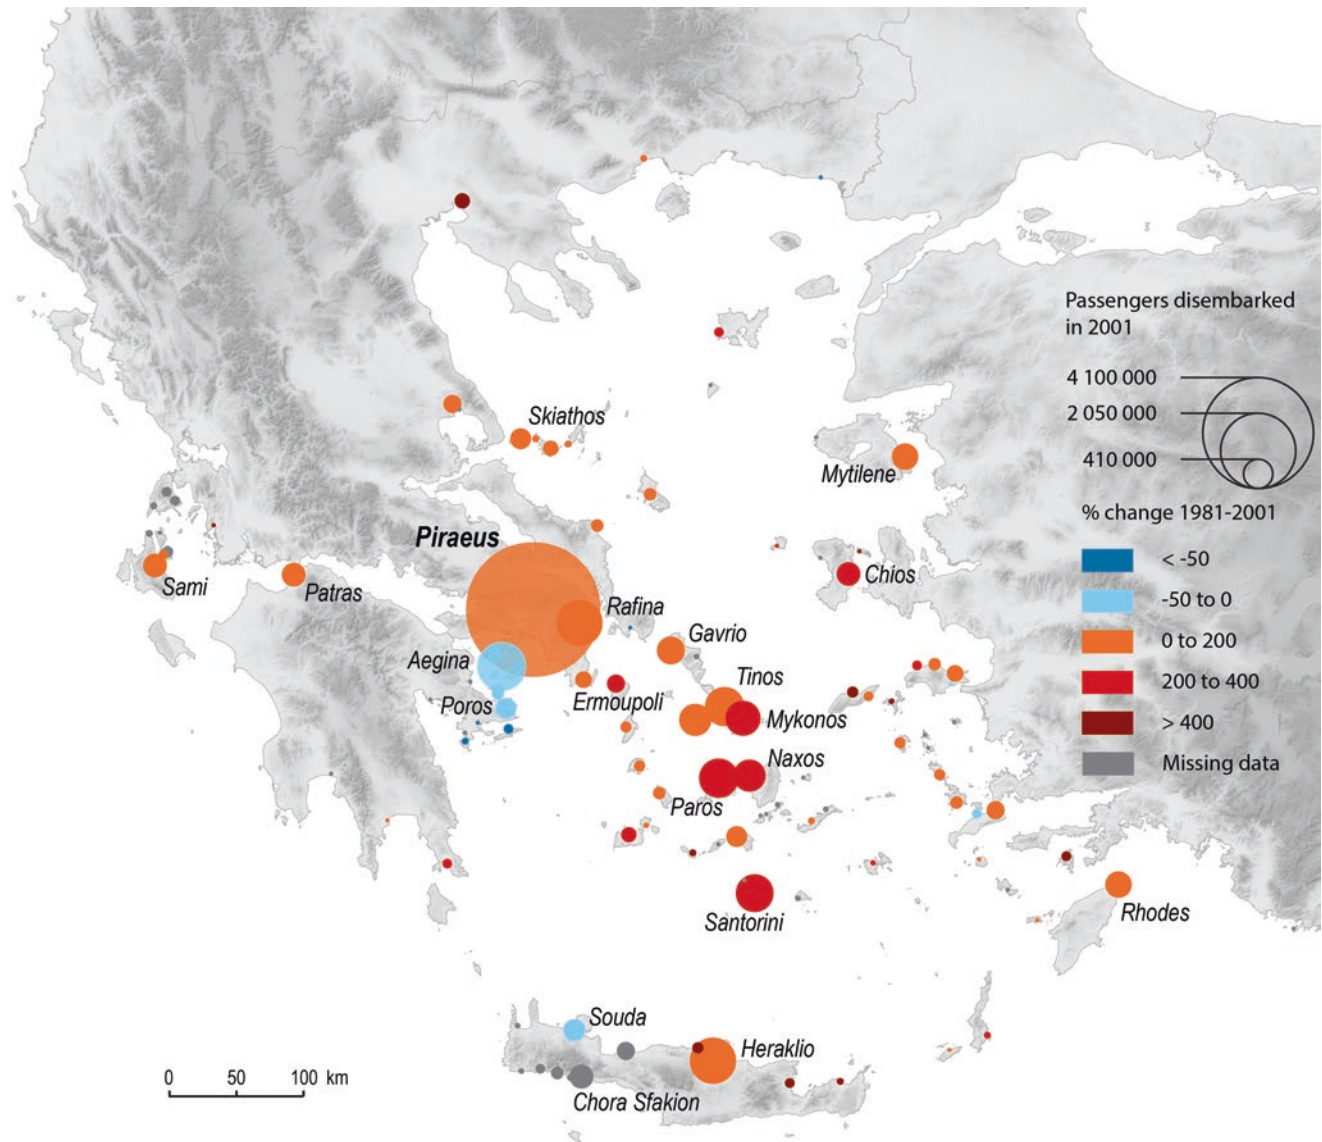 Passengers disembarked
in 2001
4 100 000
2 050 000
410 000
% change 1981-2001
< -50
-50 to 0
0 to 200
200 to 400
> 400
Missing data
Skiathos
Mytilene
Piraeus
Chios
Sami
Patras
Rafina
Gavrio
Aegina
Tinos
Ermoupoli
Poros
Mykonos
Naxos
Paros
Rhodes
Santorini
Souda
Heraklio
0 50 100 km
Chora Sfakion